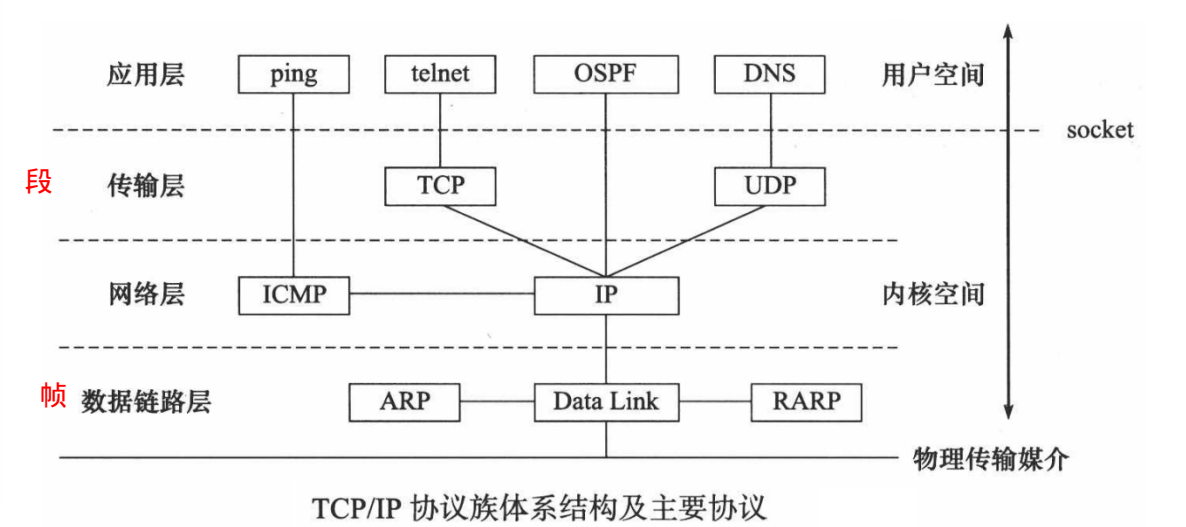 应用层 ping telnet OSPF DNS 用户空间
socket
段 传输层 TCP UDP
网络层 ICMP IP 内核空间
帧 数据链路层 ARP Data Link RARP
物理传输媒介
TCP/IP 协议族体系结构及主要协议